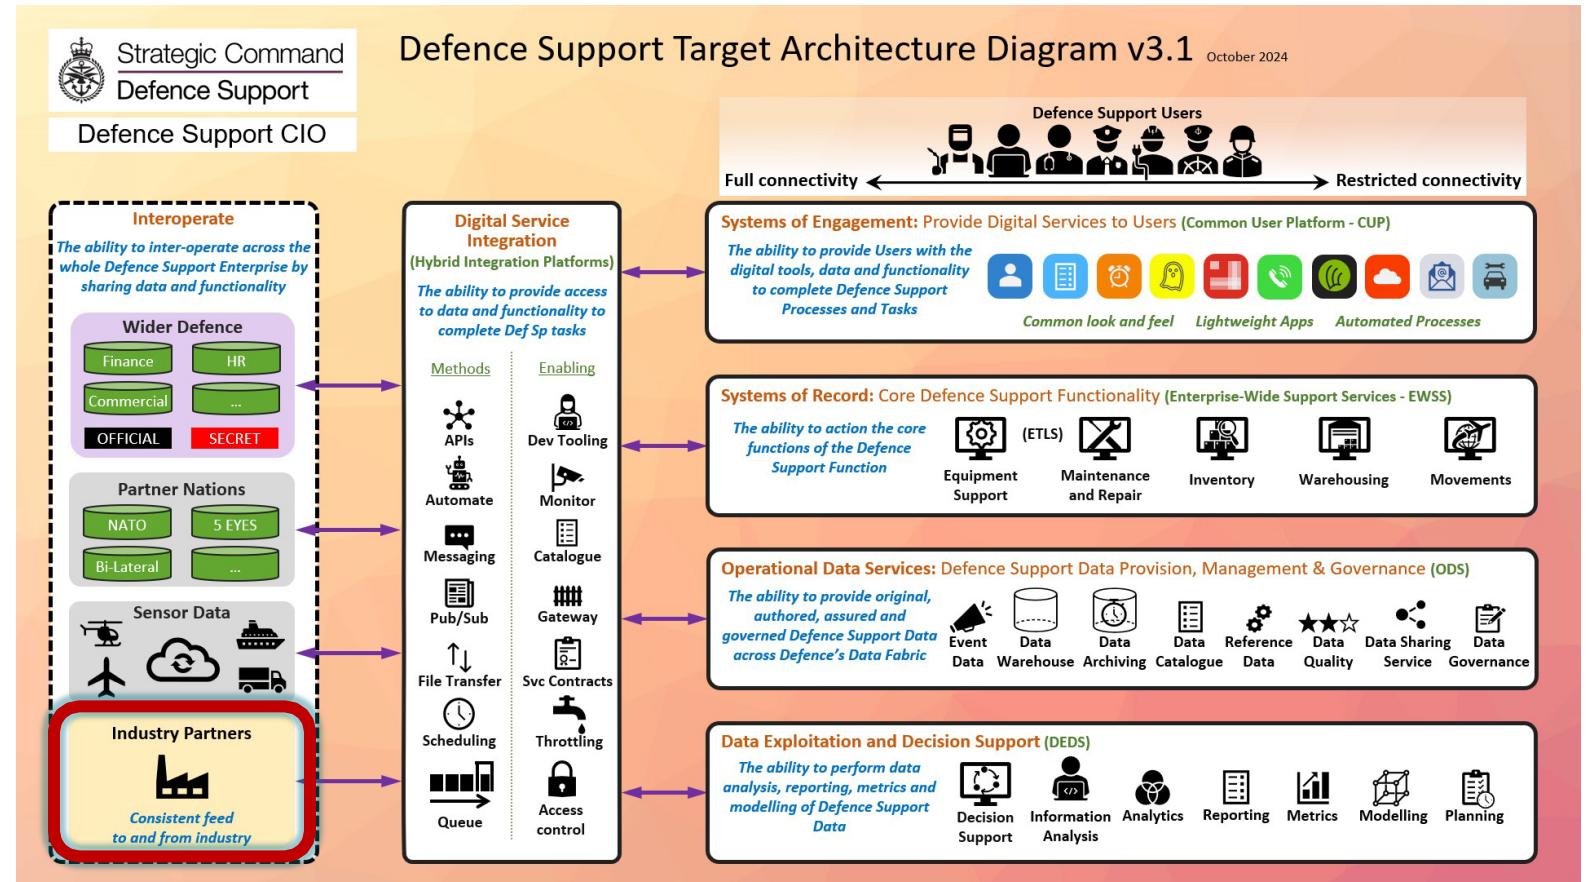 Strategic Command
Defence Support
Defence Support CIO
Defence Support Target Architecture Diagram v3.1 October 2024
Defence Support Users
Full connectivity
Restricted connectivity
Interoperate
The ability to inter-operate across the
whole Defence Support Enterprise by
sharing data and functionality
Wider Defence
Finance
HR
Commercial
...
OFFICIAL
SECRET
Partner Nations
NATO
5 EYES
Bi-Lateral
...
Sensor Data
Industry Partners
Consistent feed
to and from industry
Digital Service
Integration
(Hybrid Integration Platforms)
The ability to provide access
to data and functionality to
complete Def Sp tasks
Methods
Enabling
APIs
Dev Tooling
Automate
Monitor
Messaging
Catalogue
Pub/Sub
Gateway
File Transfer
Svc Contracts
Scheduling
Throttling
Queue
Access
control
Systems of Engagement: Provide Digital Services to Users (Common User Platform - CUP)
The ability to provide Users with the
digital tools, data and functionality
to complete Defence Support
Processes and Tasks
Common look and feel
Lightweight Apps
Automated Processes
Systems of Record: Core Defence Support Functionality (Enterprise-Wide Support Services - EWSS)
The ability to action the core
functions of the Defence
Support Function
(ETLS)
Equipment
Support
Maintenance
and Repair
Inventory
Warehousing
Movements
Operational Data Services: Defence Support Data Provision, Management & Governance (ODS)
The ability to provide original,
authored, assured and
governed Defence Support Data
across Defence's Data Fabric
Event
Data
Data
Warehouse
Data
Archiving
Data
Catalogue
Reference
Data
Data
Quality
Data Sharing
Service
Data
Governance
Data Exploitation and Decision Support (DEDS)
The ability to perform data
analysis, reporting, metrics and
modelling of Defence Support
Data
Decision
Support
Information
Analysis
Analytics
Reporting
Metrics
Modelling
Planning